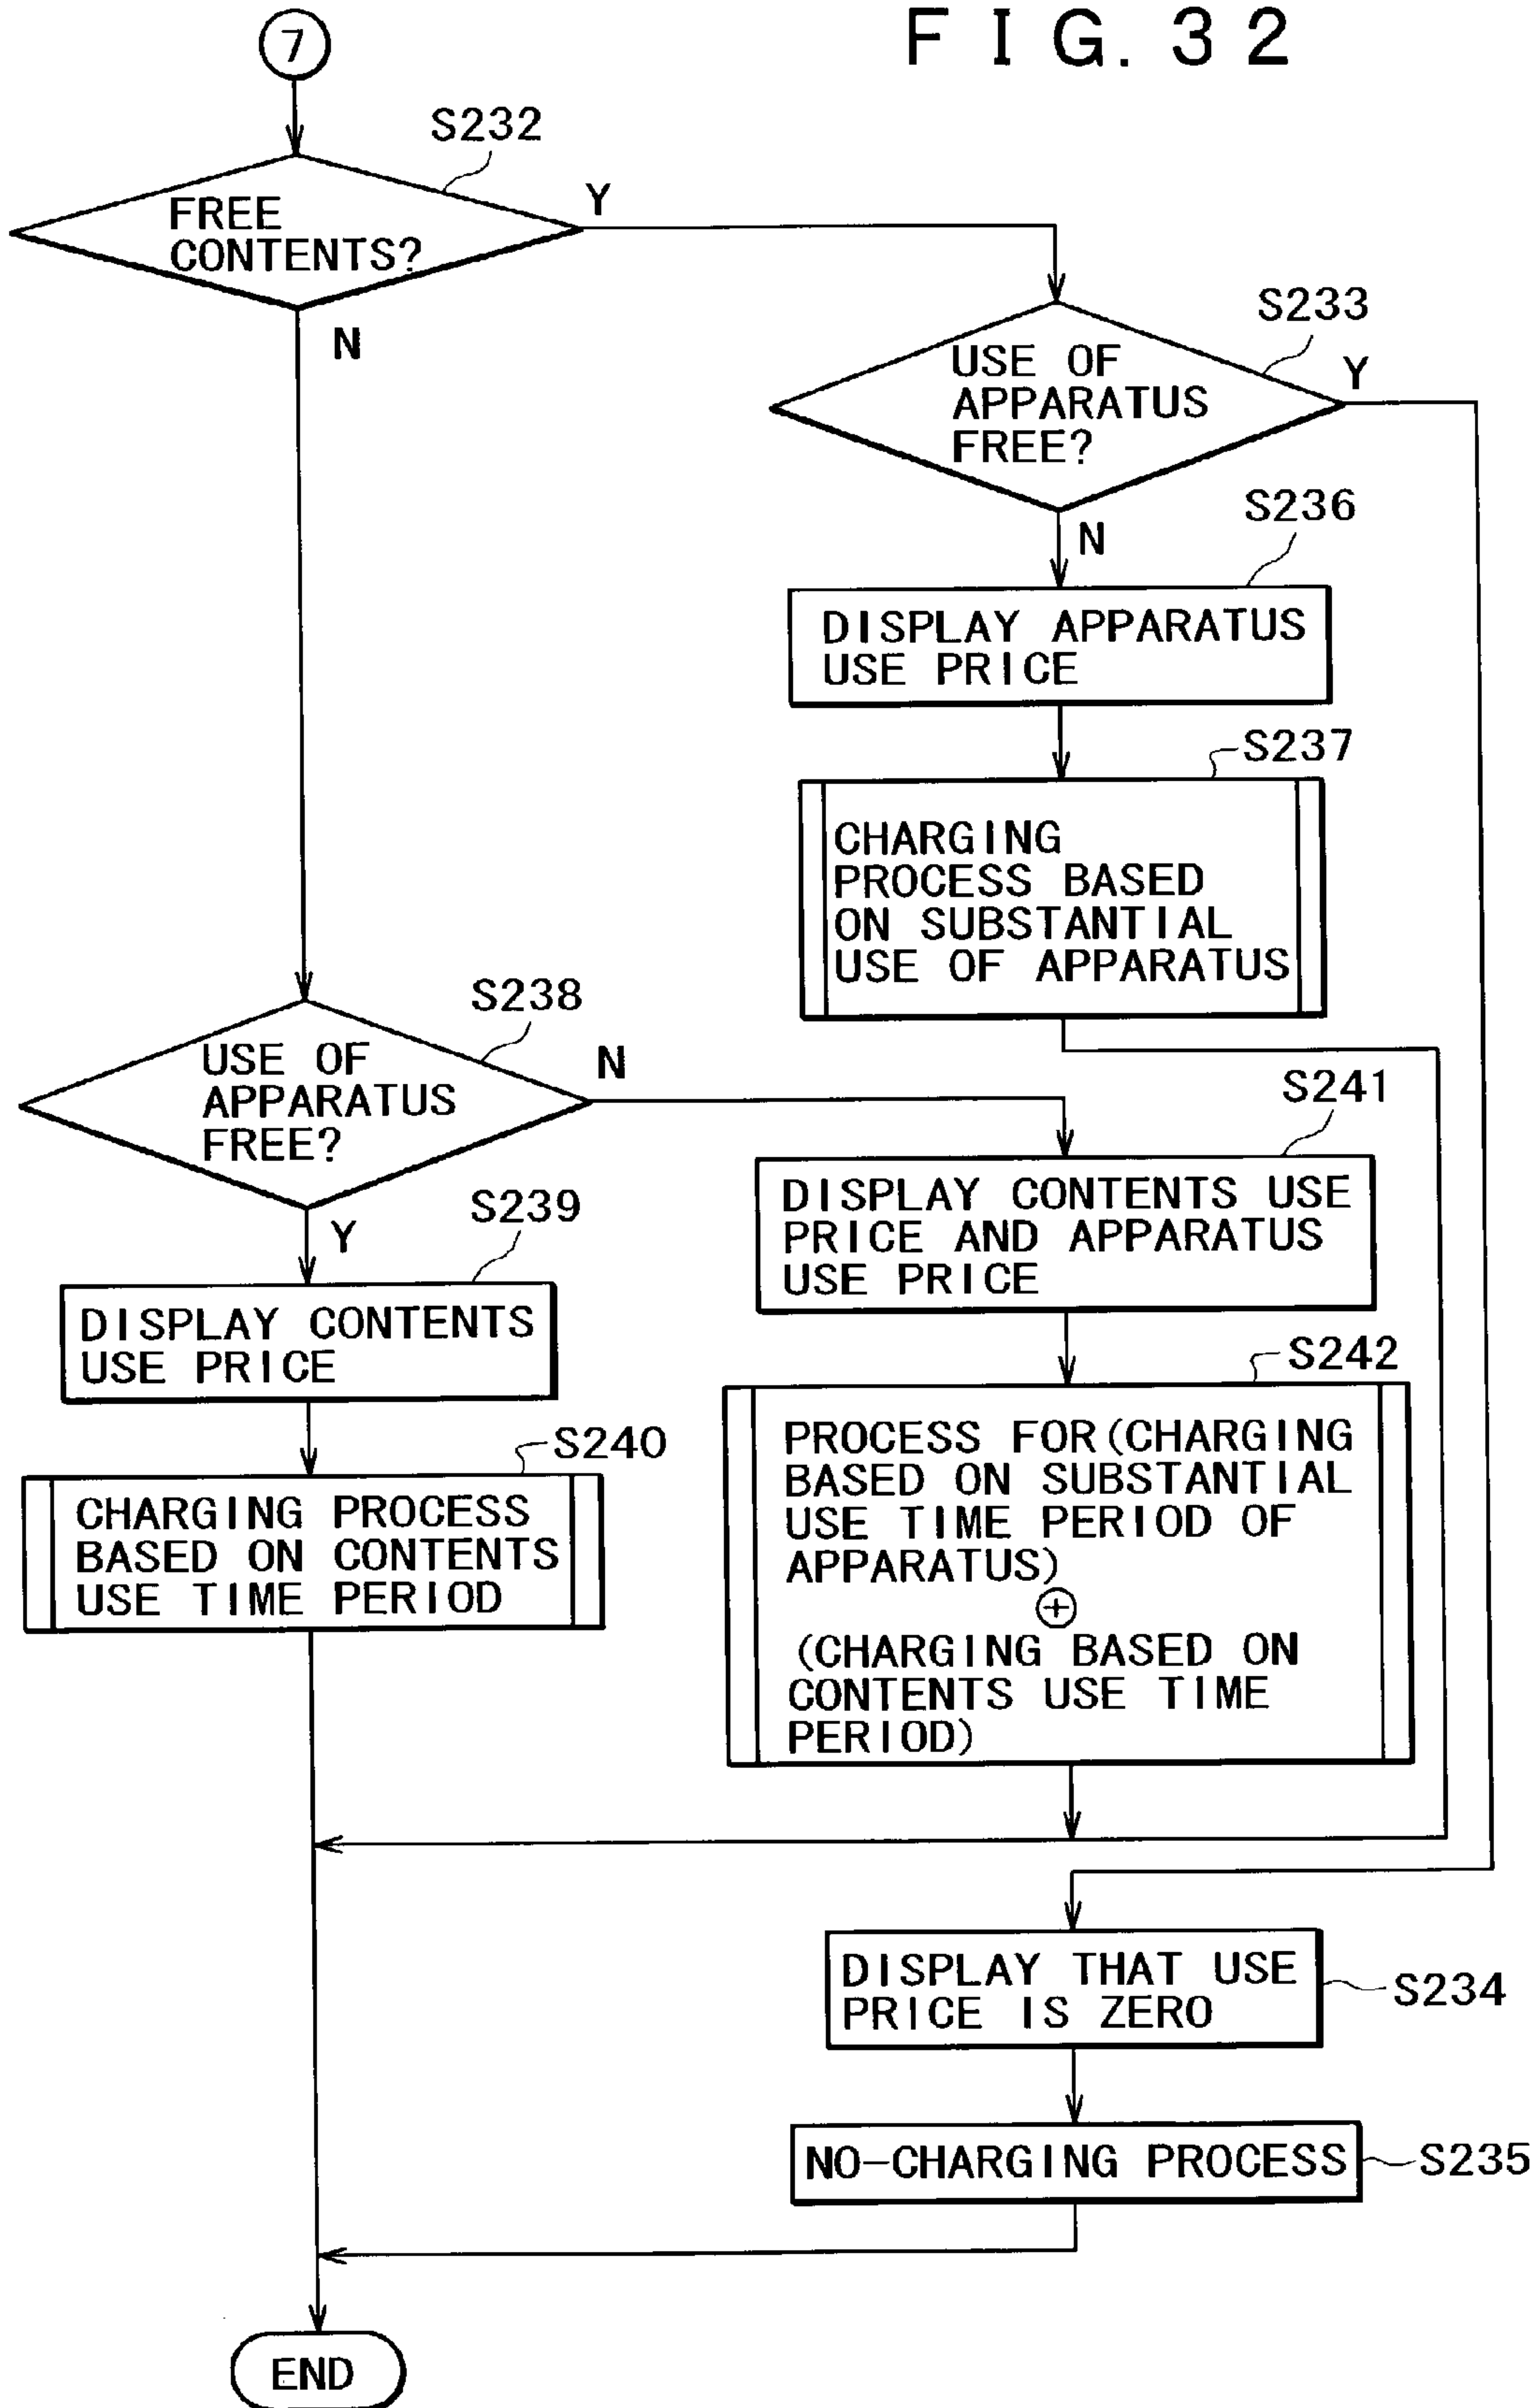 FIG. 32
7
S232
FREE
CONTENTS?
Y
N
S233
USE OF
APPARATUS
FREE?
Y
N
S236
DISPLAY APPARATUS
USE PRICE
S237
CHARGING
PROCESS BASED
ON SUBSTANTIAL
USE OF APPARATUS
S238
USE OF
APPARATUS
FREE?
N
Y
S241
DISPLAY CONTENTS USE
PRICE AND APPARATUS
USE PRICE
S239
DISPLAY CONTENTS
USE PRICE
S242
PROCESS FOR(CHARGING
BASED ON SUBSTANTIAL
USE TIME PERIOD OF
APPARATUS)
+
(CHARGING BASED ON
CONTENTS USE TIME
PERIOD)
S240
CHARGING PROCESS
BASED ON CONTENTS
USE TIME PERIOD
DISPLAY THAT USE
PRICE IS ZERO
S234
NO-CHARGING PROCESS
S235
END